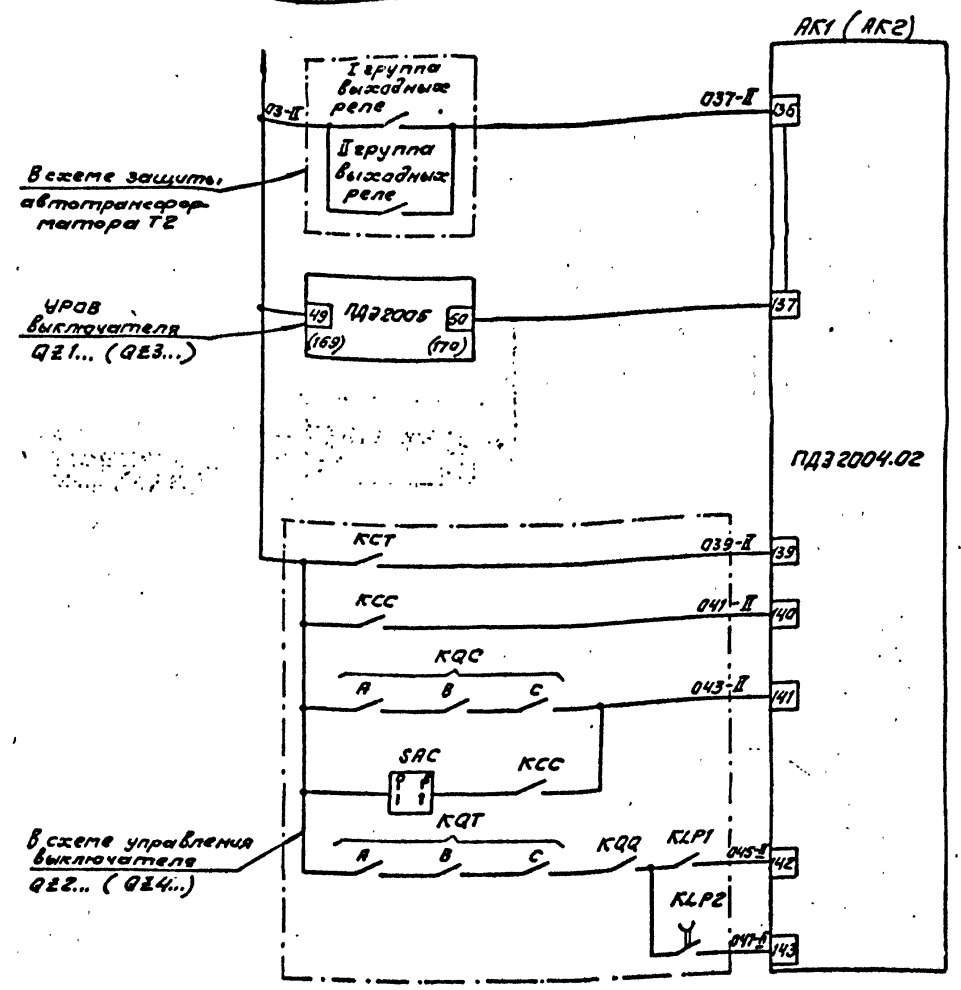 АК1 (АК2)
I группа
выходных
реле
03-II
037-II
136
II группа
выходных
реле
В схеме защиты
автотрансфор-
матора Т2
УРОВ
выключателя
QZ1... (QZ3...)
49
ПДЭ2005
50
(169)
(170)
137
ПДЭ2004.02
КСТ
039-II
139
КСС
041-II
140
KQC
A
B
C
043-II
141
SAC
КСС
KQT
A
B
C
KQQ
KLP1
045-II
142
KLP2
047-II
143
В схеме управления
выключателя
QZ2... (QZ4...)